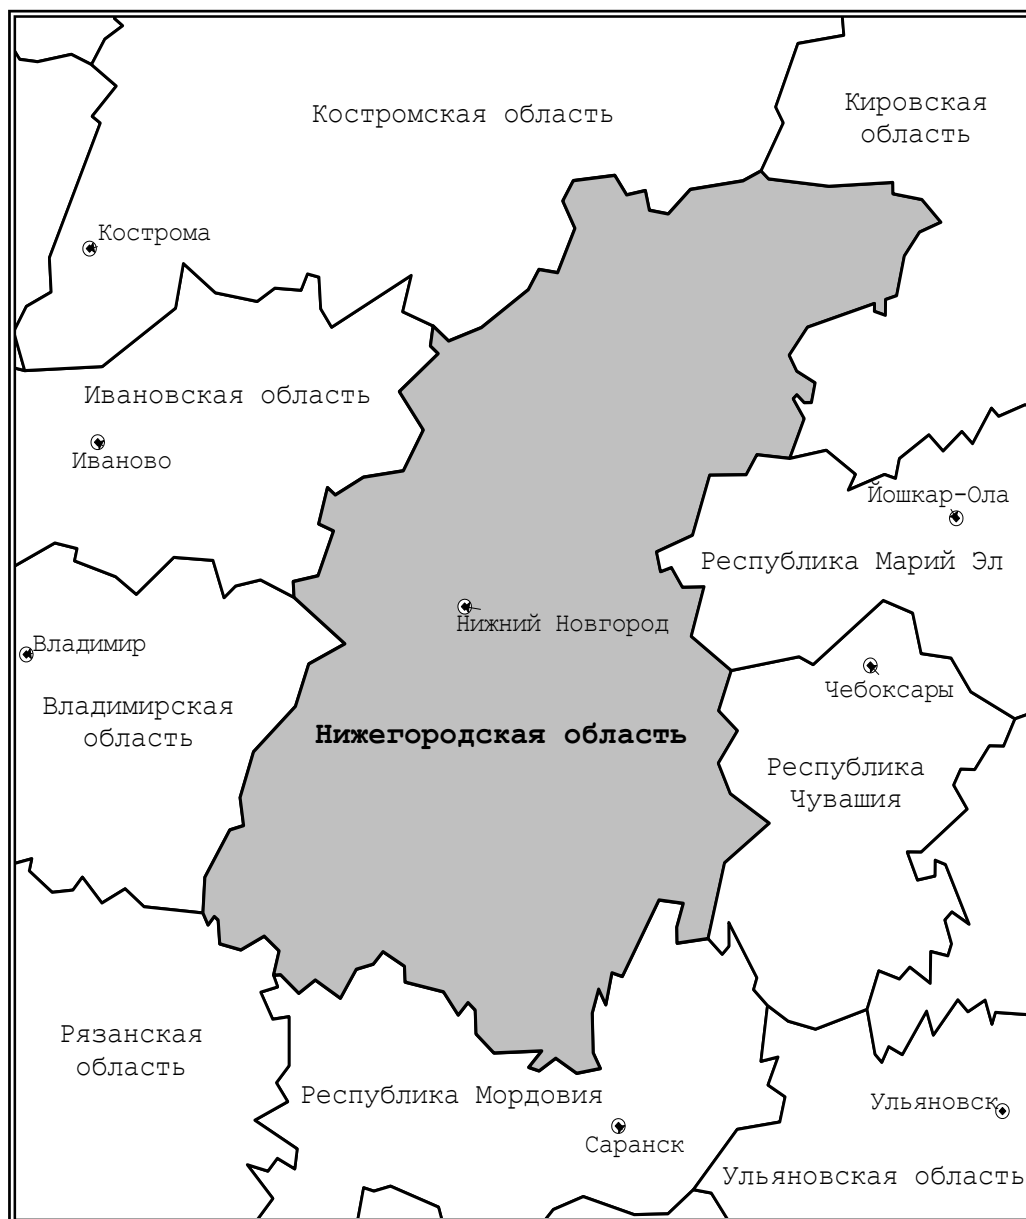 Костромская область
Кировская
область
Кострома
Ивановская область
Иваново
Йошкар-Ола
Республика Марий Эл
Нижний Новгород
Владимир
Чебоксары
Владимирская
область
Нижегородская область
Республика
Чувашия
Рязанская
область
Республика Мордовия
Ульяновск
Саранск
Ульяновская область